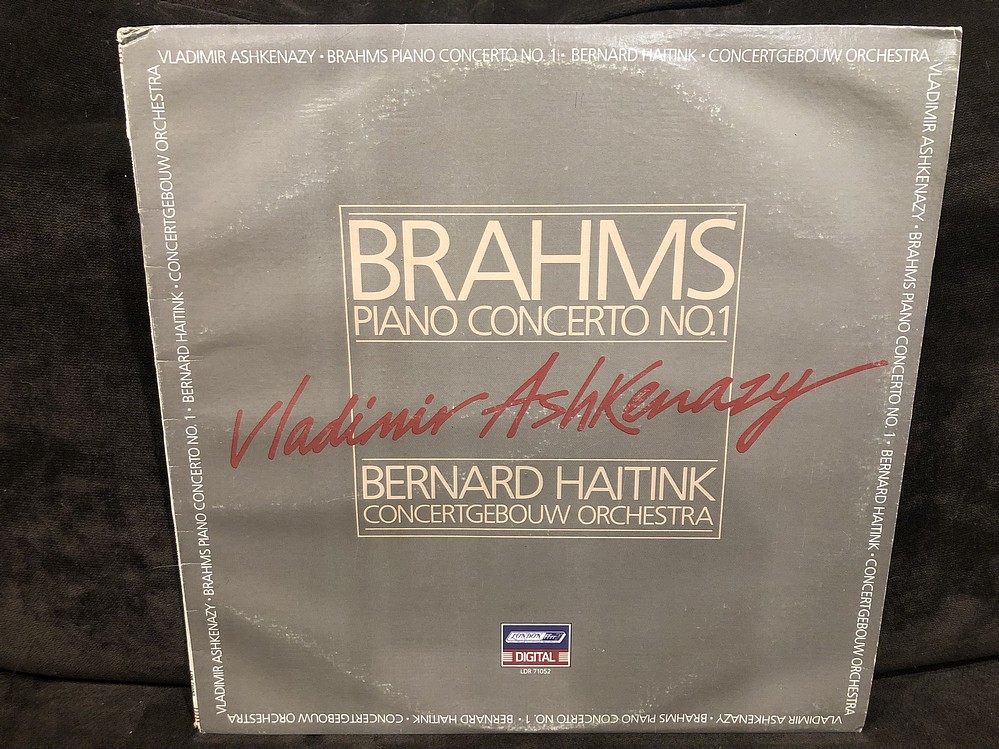 VLADIMIR ASHKENAZY • BRAHMS PIANO CONCERTO NO. 1 • BERNARD HAITINK • CONCERTGEBOUW ORCHESTRA
VLADIMIR ASHKENAZY • BRAHMS PIANO CONCERTO NO. 1 • BERNARD HAITINK • CONCERTGEBOUW ORCHESTRA
BRAHMS
PIANO CONCERTO NO.1
Vladimir Ashkenazy
BERNARD HAITINK
CONCERTGEBOUW ORCHESTRA
LONDON ffrr
DIGITAL
LDR 71052
VLADIMIR ASHKENAZY • BRAHMS PIANO CONCERTO NO. 1 • BERNARD HAITINK • CONCERTGEBOUW ORCHESTRA
VLADIMIR ASHKENAZY • BRAHMS PIANO CONCERTO NO. 1 • BERNARD HAITINK • CONCERTGEBOUW ORCHESTRA